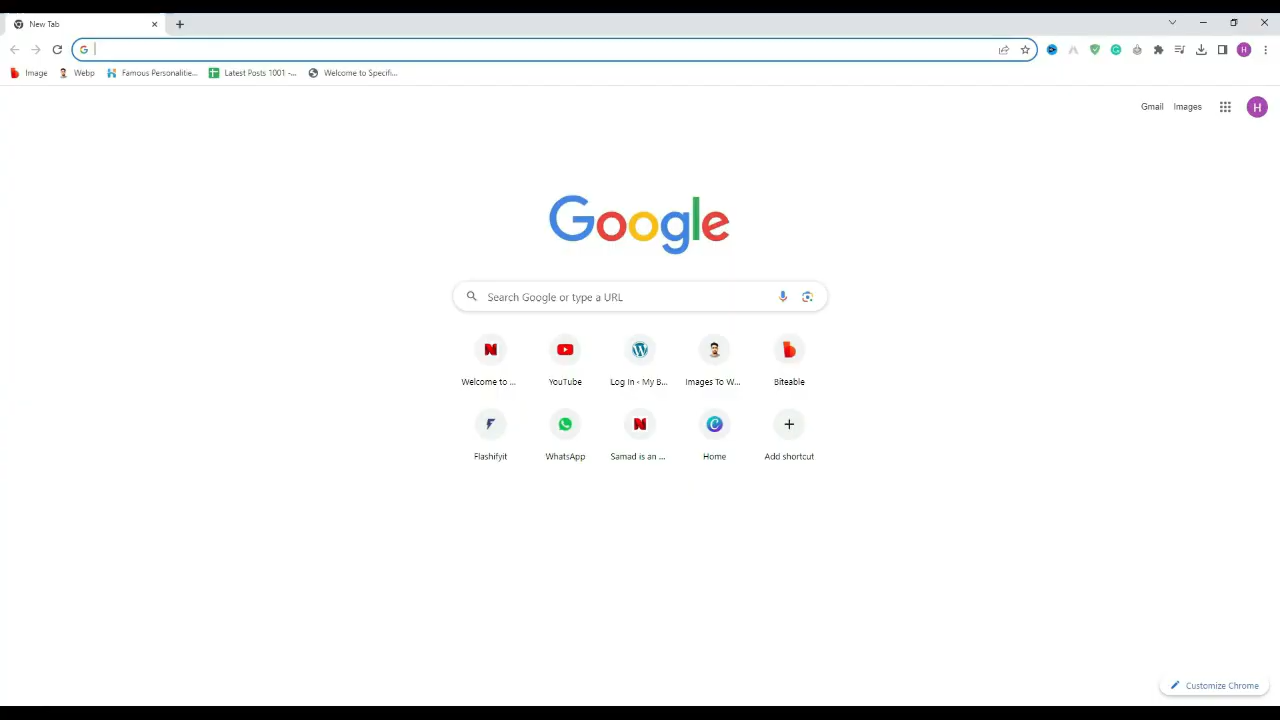 New Tab
Image Webp Famous Personalitie... Latest Posts 1001 -... Welcome to Specifi...
Gmail Images H
Google
Search Google or type a URL
Welcome to ... YouTube Log In ‹ My B... Images To W... Biteable
Flashifyit WhatsApp Samad is an ... Home Add shortcut
Customize Chrome